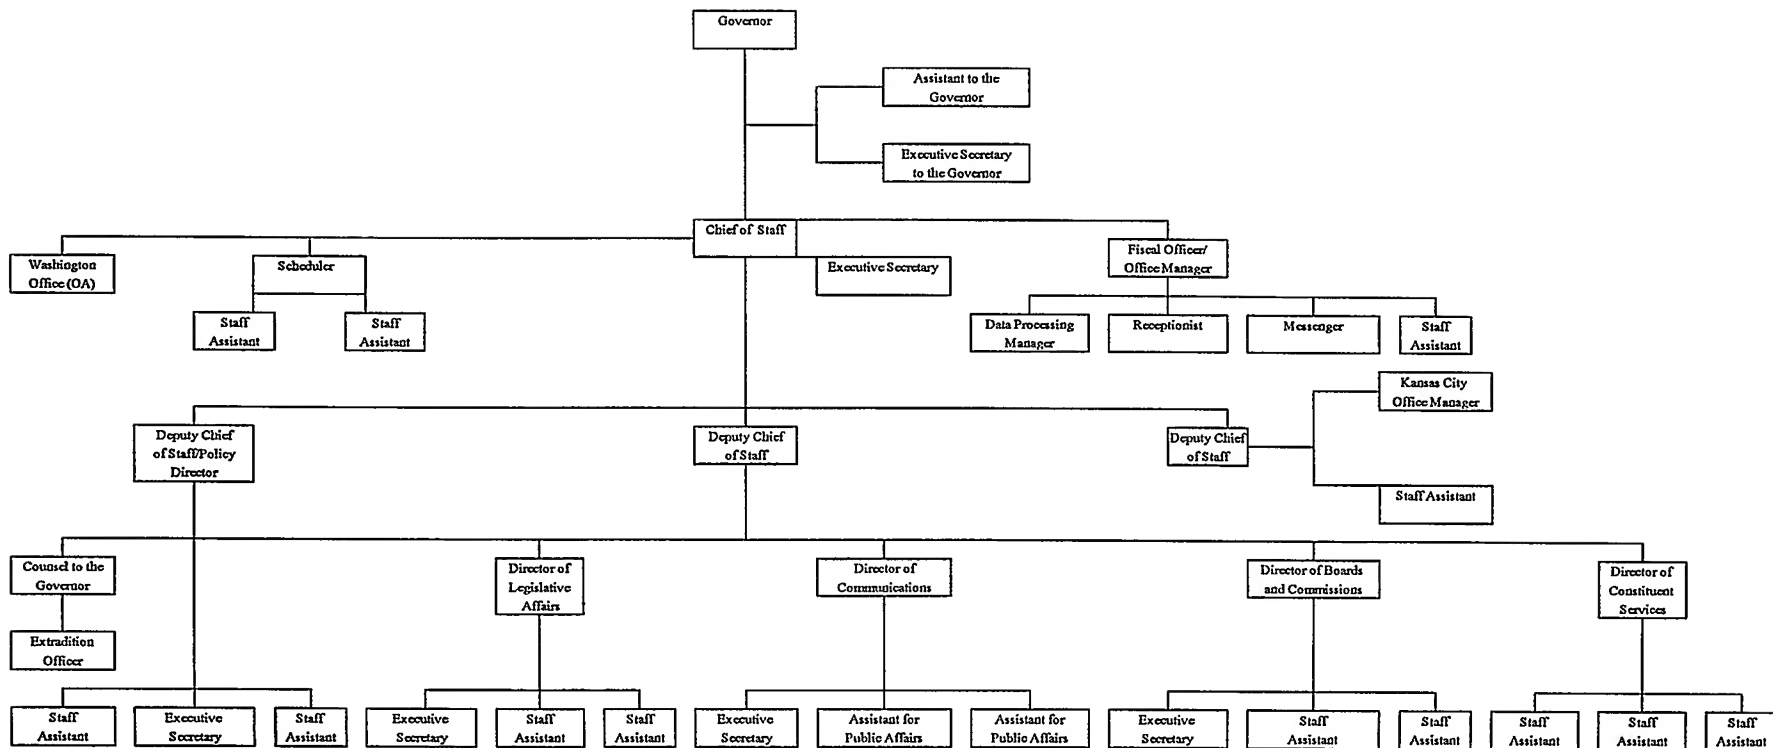 Governor
Assistant to the
Governor
Executive Secretary
to the Governor
Chief of Staff
Washington
Office (OA)
Scheduler
Executive Secretary
Fiscal Officer/
Office Manager
Staff
Assistant
Staff
Assistant
Data Processing
Manager
Receptionist
Messenger
Staff
Assistant
Kansas City
Office Manager
Deputy Chief
of Staff/Policy
Director
Deputy Chief
of Staff
Deputy Chief
of Staff
Staff Assistant
Counsel to the
Governor
Director of
Legislative
Affairs
Director of
Communications
Director of Boards
and Commissions
Director of
Constituent
Services
Extradition
Officer
Staff
Assistant
Executive
Secretary
Staff
Assistant
Executive
Secretary
Staff
Assistant
Staff
Assistant
Executive
Secretary
Assistant for
Public Affairs
Assistant for
Public Affairs
Executive
Secretary
Staff
Assistant
Staff
Assistant
Staff
Assistant
Staff
Assistant
Staff
Assistant